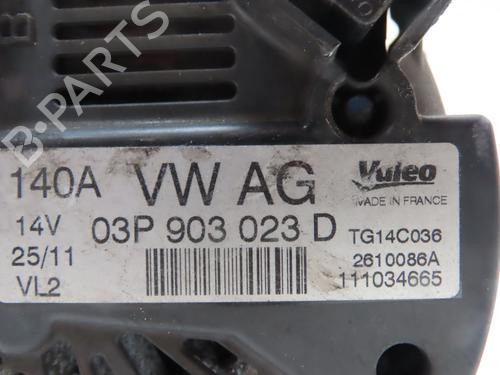 B
B-PARTS
140A VW AG
Valeo
MADE IN FRANCE
14V 03P 903 023 D
TG14C036
25/11
2610086A
VL2
111034665